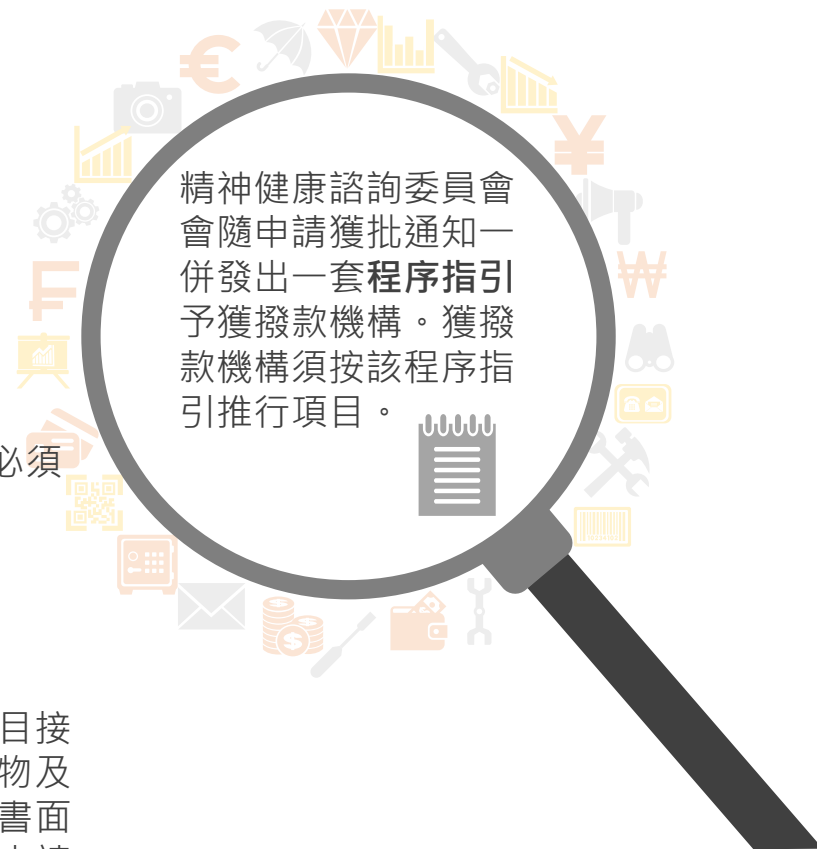 精神健康諮詢委員會
會隨申請獲批通知一
併發出一套程序指引
予獲撥款機構。獲撥
款機構須按該程序指
引推行項目。
必須
目接
物及
書面